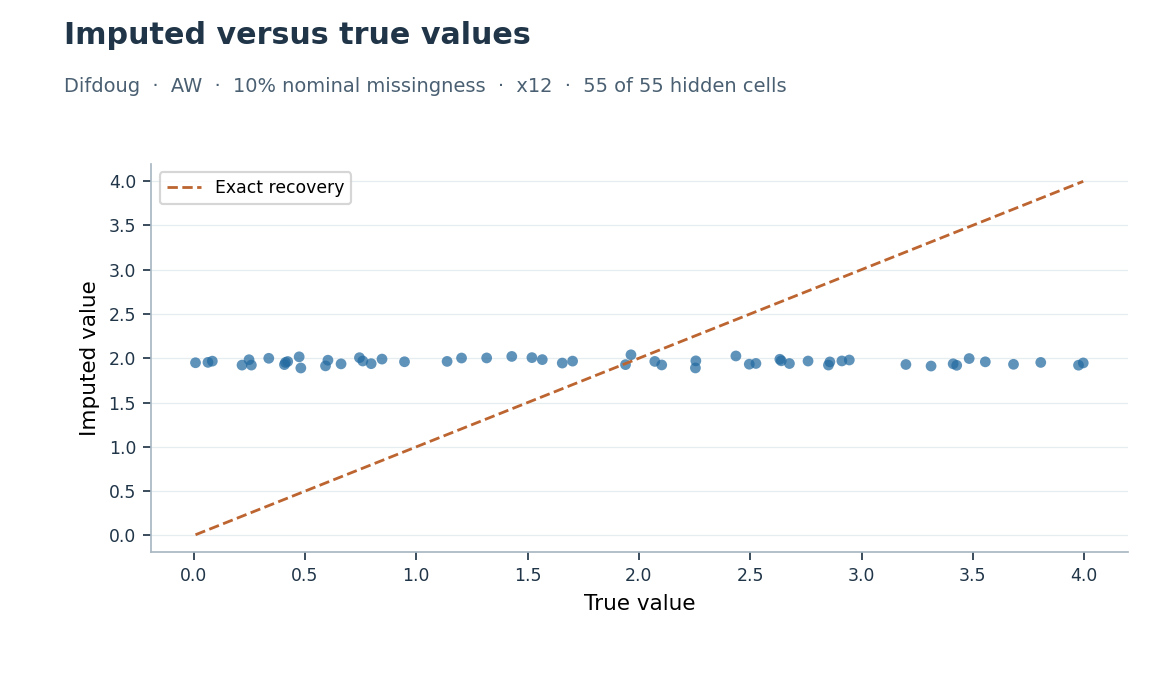 Imputed versus true values
Difdoug · AW · 10% nominal missingness · x12 · 55 of 55 hidden cells
Exact recovery
Imputed value
4.0
3.5
3.0
2.5
2.0
1.5
1.0
0.5
0.0
0.0 0.5 1.0 1.5 2.0 2.5 3.0 3.5 4.0
True value